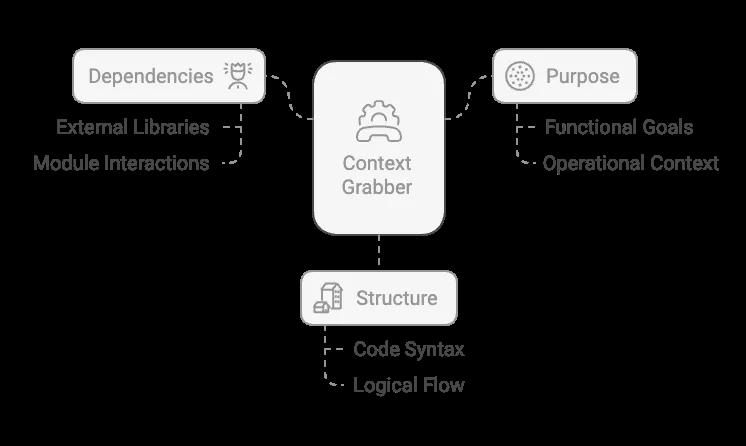 Dependencies
External Libraries
Module Interactions
Context
Grabber
Purpose
Functional Goals
Operational Context
Structure
Code Syntax
Logical Flow